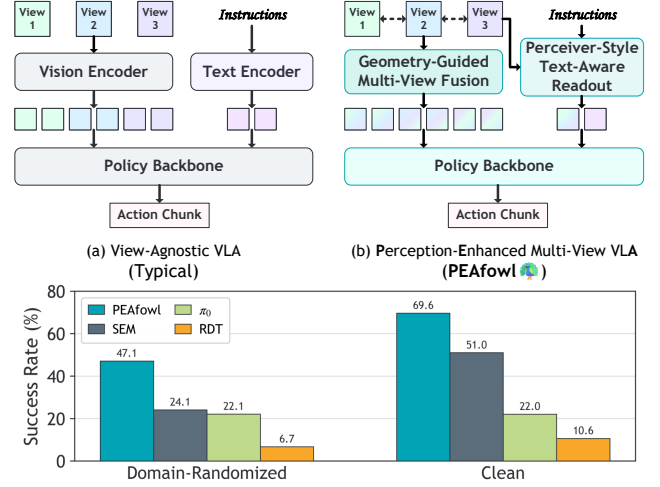 View 1
View 2
View 3
Instructions
Vision Encoder
Text Encoder
Policy Backbone
Action Chunk
(a) View-Agnostic VLA
(Typical)
View 1
View 2
View 3
Instructions
Geometry-Guided
Multi-View Fusion
Perceiver-Style
Text-Aware
Readout
Policy Backbone
Action Chunk
(b) Perception-Enhanced Multi-View VLA
(PEAfowl )
Success Rate (%)
80
60
40
20
0
PEAfowl
SEM
π₀
RDT
47.1
24.1
22.1
6.7
69.6
51.0
22.0
10.6
Domain-Randomized
Clean